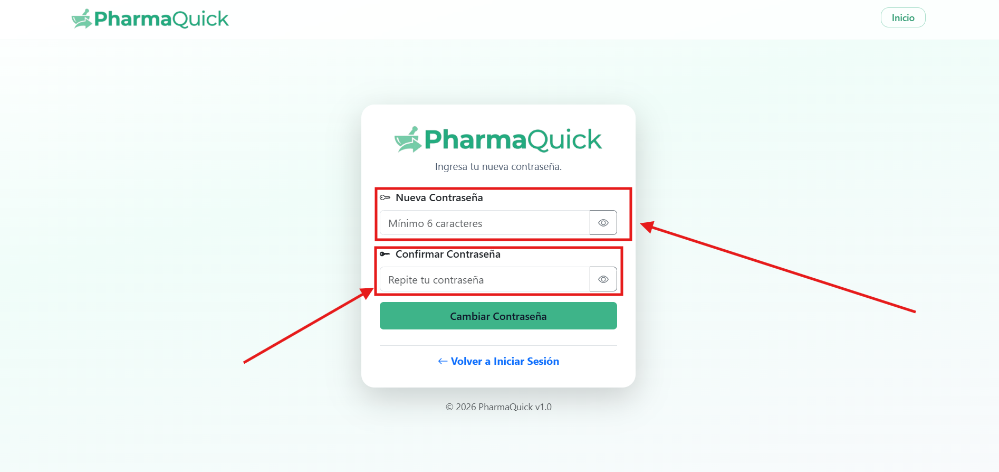 PharmaQuick
Inicio
PharmaQuick
Ingresa tu nueva contraseña.
Nueva Contraseña
Mínimo 6 caracteres
Confirmar Contraseña
Repite tu contraseña
Cambiar Contraseña
← Volver a Iniciar Sesión
© 2026 PharmaQuick v1.0